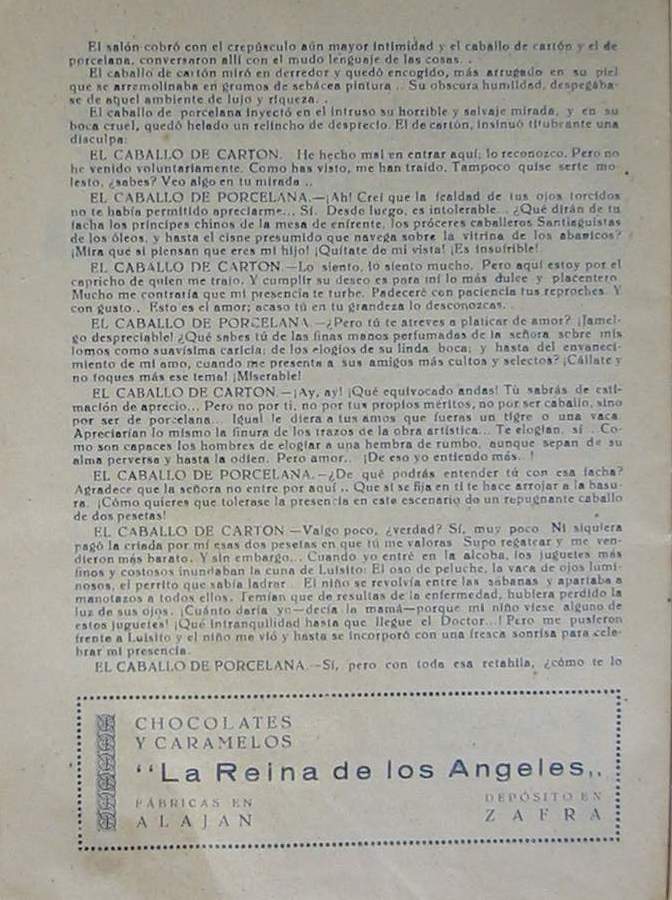 El salón cobró con el crepúsculo aún mayor intimidad y el caballo de cartón y el de
porcelana, conversaron allí con el mudo lenguaje de las cosas. .
El caballo de cartón miró en derredor y quedó encogido, más arrugado en su piel
que se arremolinaba en grumos de sebácea pintura .. Su obscura humildad, despegába-
se de aquel ambiente de lujo y riqueza. .
El caballo de porcelana inyectó en el intruso su horrible y salvaje mirada, y en su
boca cruel, quedó helado un relincho de desprecio. El de cartón, insinuó titubeante una
disculpa:
EL CABALLO DE CARTON. He hecho mal en entrar aquí; lo reconozco. Pero no
he venido voluntariamente. Como has visto, me han traído. Tampoco quise serte mo-
lesto, ¿sabes? Veo algo en tu mirada ..
EL CABALLO DE PORCELANA.—¡Ah! Creí que la fealdad de tus ojos torcidos
no te había permitido apreciarme... Sí. Desde luego, es intolerable... ¿Qué dirán de tu
facha los príncipes chinos de la mesa de enfrente, los próceres caballeros Santiaguistas
de los óleos, y hasta el cisne presumido que navega sobre la vitrina de los abanicos?
¡Mira que si piensan que eres mi hijo! ¡Quítate de mi vista! ¡Es insufrible!
EL CABALLO DE CARTON.—Lo siento, lo siento mucho. Pero aquí estoy por el
capricho de quien me trajo. Y cumplir su deseo es para mí lo más dulce y placentero.
Mucho me contraría que mi presencia te turbe. Padeceré con paciencia tus reproches. Y
con gusto.. Esto es el amor; acaso tú en tu grandeza lo desconozcas. .
EL CABALLO DE PORCELANA.—¿Pero tú te atreves a platicar de amor? ¡Jamel-
go despreciable! ¿Qué sabes tú de las finas manos perfumadas de la señora sobre mis
lomos como suavísima caricia; de los elogios de su linda boca; y hasta del envaneci-
miento de mi amo, cuando me presenta a sus amigos más cultos y selectos? ¡Cállate y
no toques más ese tema! ¡Miserable!
EL CABALLO DE CARTON.—¡Ay, ay! ¡Qué equivocado andas! Tú sabrás de esti-
mación de aprecio... Pero no por ti, no por tus propios méritos, no por ser caballo, sino
por ser de porcelana.. Igual le diera a tus amos que fueras un tigre o una vaca.
Apreciarían lo mismo la finura de los trazos de la obra artística... Te elogian, sí .. Co-
mo son capaces los hombres de elogiar a una hembra de rumbo, aunque sepan de su
alma perversa y hasta la odien. Pero amor.. ¡De eso yo entiendo más. !
EL CABALLO DE PORCELANA.—¿De qué podrás entender tú con esa facha?
Agradece que la señora no entre por aquí .. Que si se fija en ti te hace arrojar a la basu-
ra. ¡Cómo quieres que tolerase la presencia en este escenario de un repugnante caballo
de dos pesetas!
EL CABALLO DE CARTON —Valgo poco, ¿verdad? Sí, muy poco Ni siquiera
pagó la criada por mí esas dos pesetas en que tú me valoras Supo regatear y me ven-
dieron más barato. Y sin embargo... Cuando yo entré en la alcoba, los juguetes más
finos y costosos inundaban la cuna de Luisito: El oso de peluche, la vaca de ojos lumi-
nosos, el perrito que sabía ladrar.. El niño se revolvía entre las sábanas y apartaba a
manotazos a todos ellos. Temían que de resultas de la enfermedad, hubiera perdido la
luz de sus ojos. ¡Cuánto daría yo—decía la mamá—porque mi niño viese alguno de
estos juguetes! ¡Qué intranquilidad hasta que llegue el Doctor...! Pero me pusieron
frente a Luisito y el niño me vió y hasta se incorporó con una fresca sonrisa para cele-
brar mi presencia.
EL CABALLO DE PORCELANA.—Sí, pero con toda esa retahíla, ¿cómo te lo
CHOCOLATES
Y CARAMELOS
“La Reina de los Angeles„
FÁBRICAS EN
ALAJAN
DEPÓSITO EN
ZAFRA